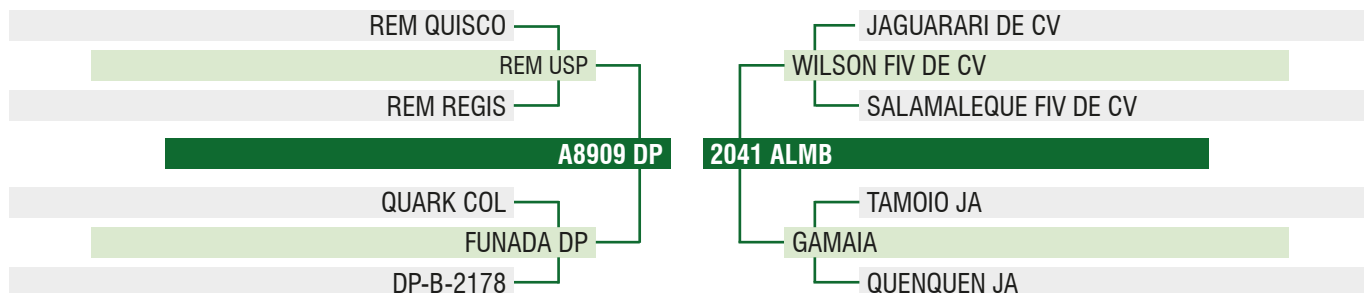 REM QUISCO
REM USP
REM REGIS
A8909 DP
QUARK COL
FUNADA DP
DP-B-2178
JAGUARARI DE CV
WILSON FIV DE CV
SALAMALEQUE FIV DE CV
2041 ALMB
TAMOIO JA
GAMAIA
QUENQUEN JA